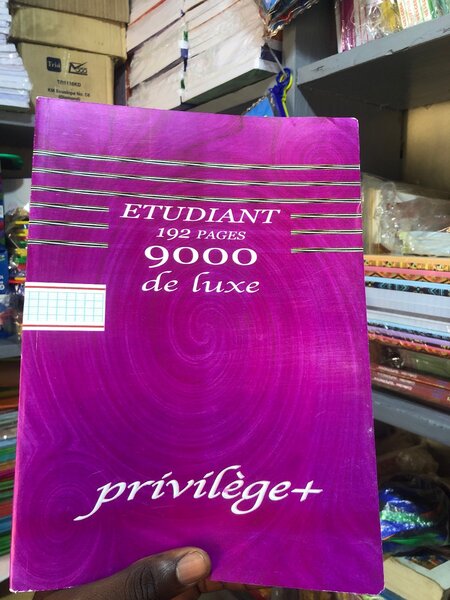 ETUDIANT
192 PAGES
9000
de luxe
privilège+